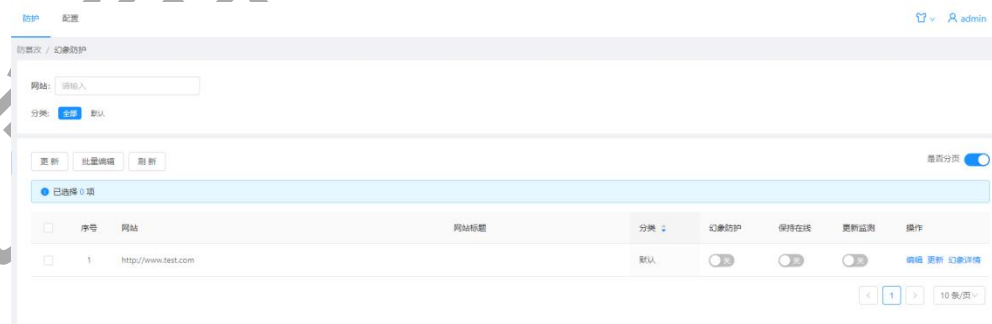 防护 配置 admin
防篡改 / 幻象防护
网站: 请输入
分类: 全部 默认
更新 批量编辑 刷新 是否分页
已选择 0 项
序号 网站 网站标题 分类 幻象防护 保持在线 更新监测 操作
1 http://www.test.com 默认 关 关 关 编辑 更新 幻象详情
< 1 > 10 条/页